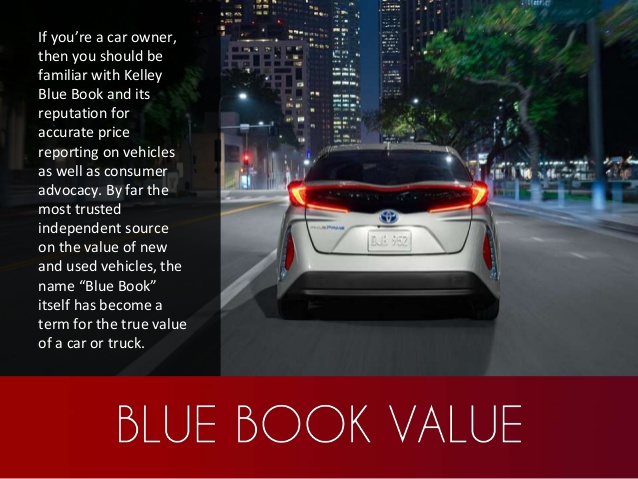 If you’re a car owner,
then you should be
familiar with Kelley
Blue Book and its
reputation for
accurate price
reporting on vehicles
as well as consumer
advocacy. By far the
most trusted
independent source
on the value of new
and used vehicles, the
name “Blue Book”
itself has become a
term for the true value
of a car or truck.
BLUE BOOK VALUE